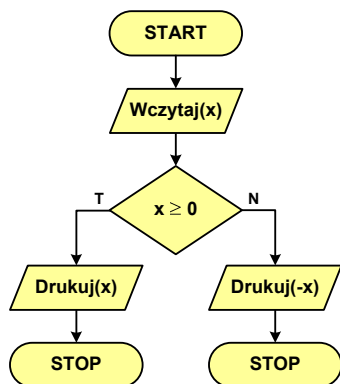 START
Wczytaj(x)
T
x ≥ 0
N
Drukuj(x)
Drukuj(-x)
STOP
STOP